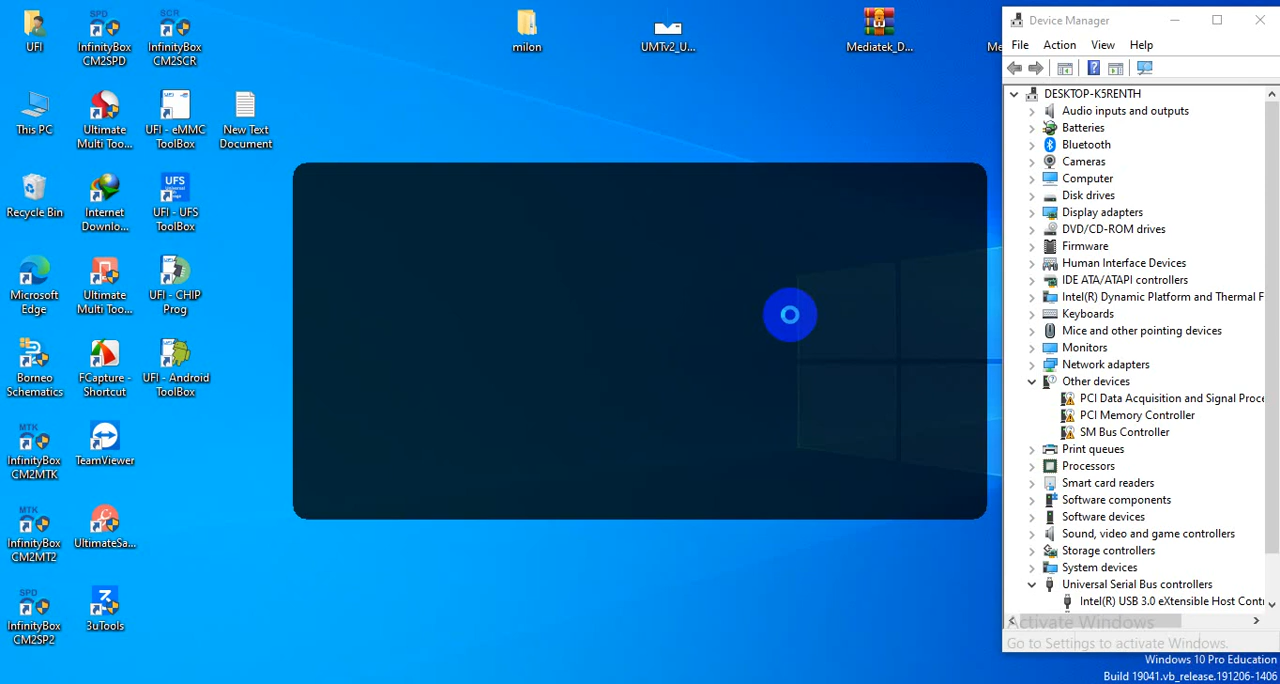 UFI
SPD
InfinityBox
CM2SPD
SCR
InfinityBox
CM2SCR
milon
UMTv2_U...
Mediatek_D...
Me
This PC
Ultimate
Multi Too...
UFI - eMMC
ToolBox
New Text
Document
Recycle Bin
Internet
Downlo...
UFS
UFI - UFS
ToolBox
Microsoft
Edge
Ultimate
Multi Too...
UFI - CHIP
Prog
Borneo
Schematics
FCapture -
Shortcut
UFI - Android
ToolBox
MTK
InfinityBox
CM2MTK
TeamViewer
MTK
InfinityBox
CM2MT2
UltimateSa...
SPD
InfinityBox
CM2SP2
3uTools
Device Manager
File Action View Help
DESKTOP-K5RENTH
Audio inputs and outputs
Batteries
Bluetooth
Cameras
Computer
Disk drives
Display adapters
DVD/CD-ROM drives
Firmware
Human Interface Devices
IDE ATA/ATAPI controllers
Intel(R) Dynamic Platform and Thermal F
Keyboards
Mice and other pointing devices
Monitors
Network adapters
Other devices
PCI Data Acquisition and Signal Proce
PCI Memory Controller
SM Bus Controller
Print queues
Processors
Smart card readers
Software components
Software devices
Sound, video and game controllers
Storage controllers
System devices
Universal Serial Bus controllers
Intel(R) USB 3.0 eXtensible Host Contr
Activate Windows
Go to Settings to activate Windows.
Windows 10 Pro Education
Build 19041.vb_release.191206-1406